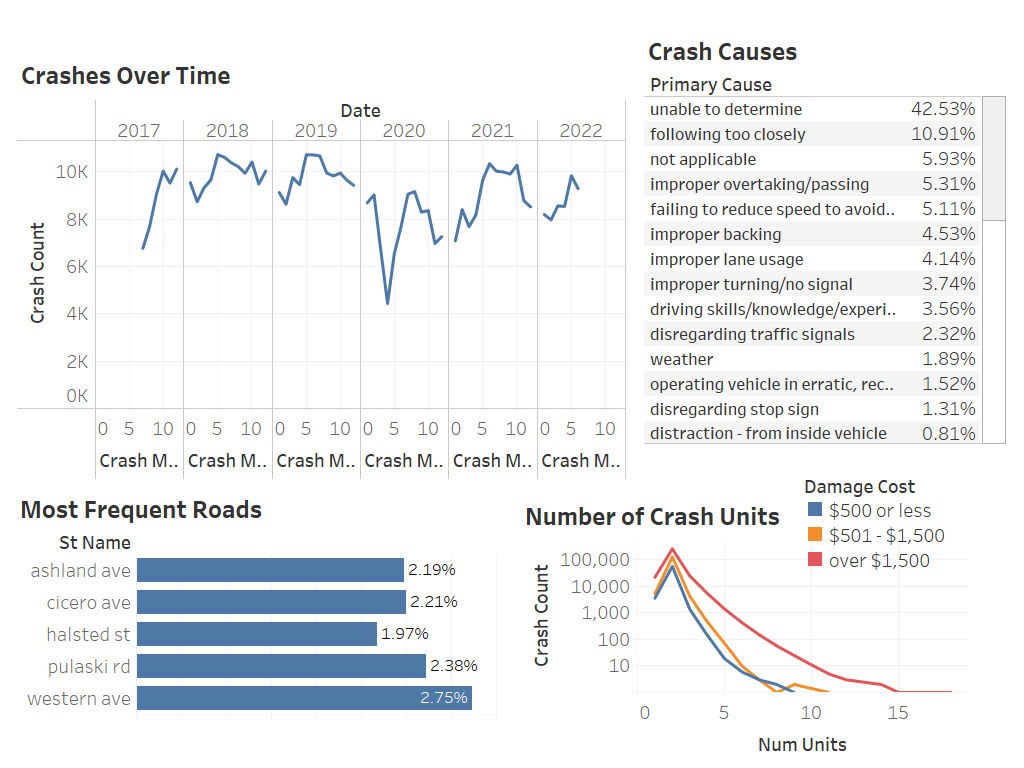 Crashes Over Time
Date
2017 2018 2019 2020 2021 2022
Crash Count
10K
8K
6K
4K
2K
0K
0 5 10 0 5 10 0 5 10 0 5 10 0 5 10 0 5 10
Crash M.. Crash M.. Crash M.. Crash M.. Crash M.. Crash M..
Crash Causes
Primary Cause
unable to determine 42.53%
following too closely 10.91%
not applicable 5.93%
improper overtaking/passing 5.31%
failing to reduce speed to avoid.. 5.11%
improper backing 4.53%
improper lane usage 4.14%
improper turning/no signal 3.74%
driving skills/knowledge/experi.. 3.56%
disregarding traffic signals 2.32%
weather 1.89%
operating vehicle in erratic, rec.. 1.52%
disregarding stop sign 1.31%
distraction - from inside vehicle 0.81%
Most Frequent Roads
St Name
ashland ave 2.19%
cicero ave 2.21%
halsted st 1.97%
pulaski rd 2.38%
western ave 2.75%
Number of Crash Units
Damage Cost
$500 or less
$501 - $1,500
over $1,500
Crash Count
100,000
10,000
1,000
100
10
0 5 10 15
Num Units